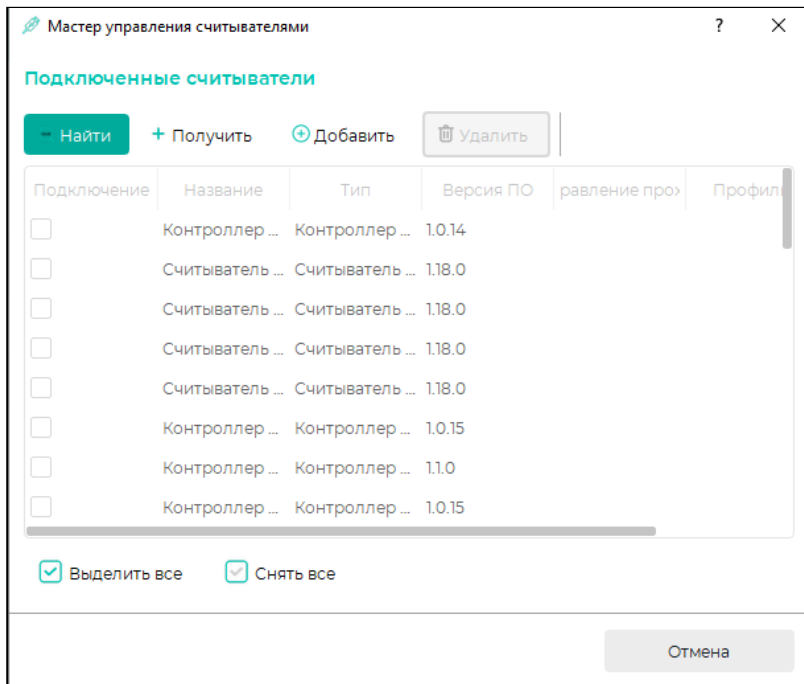 Мастер управления считывателями ?
Подключенные считыватели
Найти + Получить Добавить Удалить
Подключение Название Тип Версия ПО равление прох Профил
Контроллер ... Контроллер ... 1.0.14
Считыватель ... Считыватель ... 1.18.0
Считыватель ... Считыватель ... 1.18.0
Считыватель ... Считыватель ... 1.18.0
Считыватель ... Считыватель ... 1.18.0
Контроллер ... Контроллер ... 1.0.15
Контроллер ... Контроллер ... 1.1.0
Контроллер ... Контроллер ... 1.0.15
Выделить все Снять все
Отмена